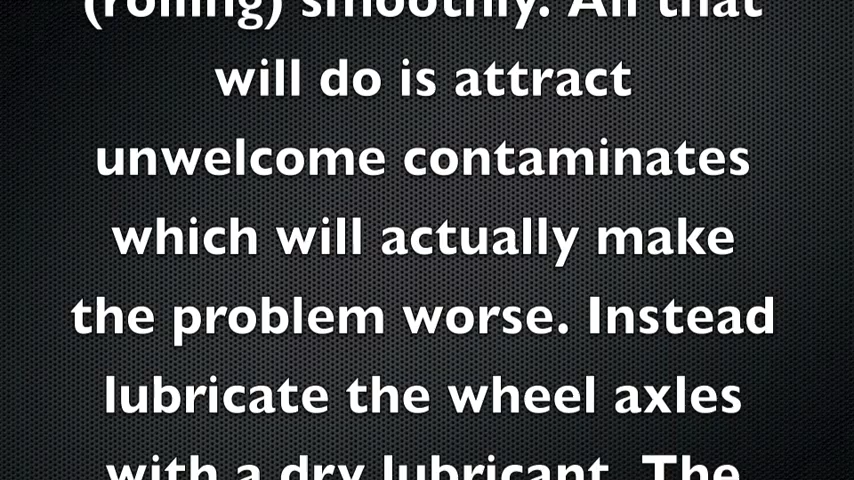 (rolling) smoothly. All that
will do is attract
unwelcome contaminates
which will actually make
the problem worse. Instead
lubricate the wheel axles
with a dry lubricant. The